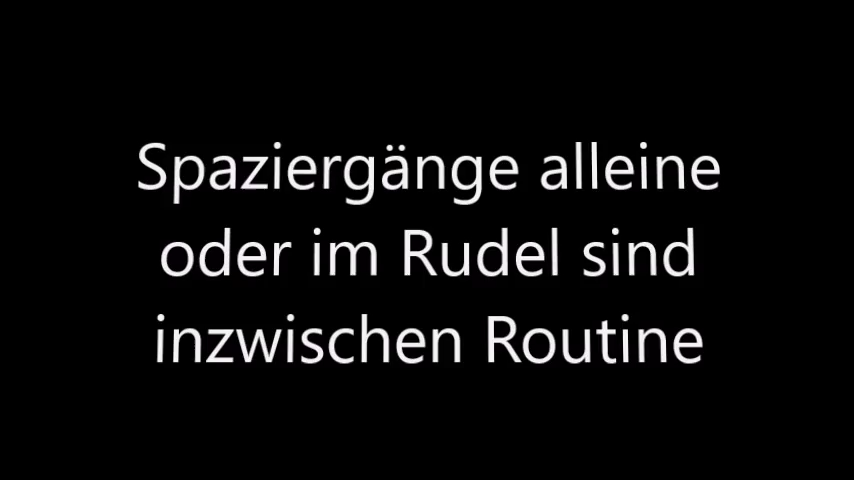 Spaziergänge alleine
oder im Rudel sind
inzwischen Routine